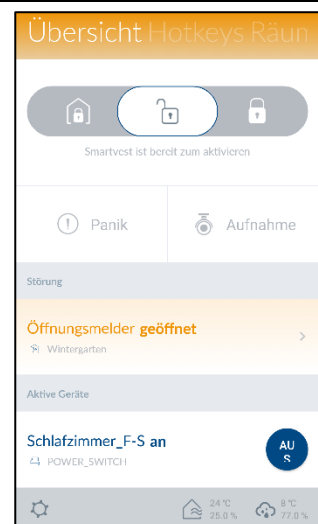 Übersicht Hotkeys Räum
Smartvest ist bereit zum aktivieren
Panik
Aufnahme
Störung
Öffnungsmelder geöffnet
Wintergarten
Aktive Geräte
Schlafzimmer_F-S an
POWER_SWITCH
AU
S
24 °C
25.0 %
8 °C
77.0 %